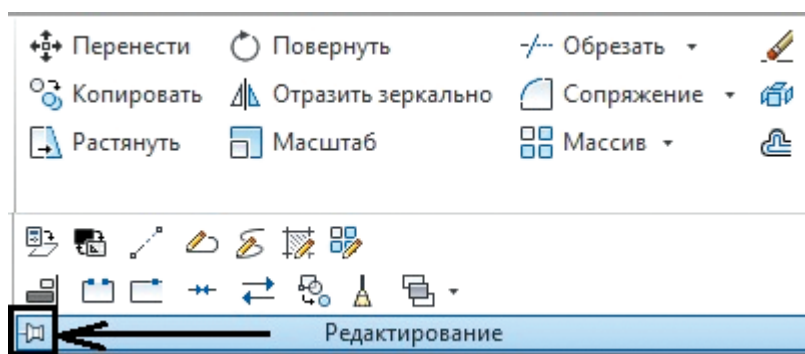 Перенести Повернуть Обрезать
Копировать Отразить зеркально Сопряжение
Растянуть Масштаб Массив
Редактирование